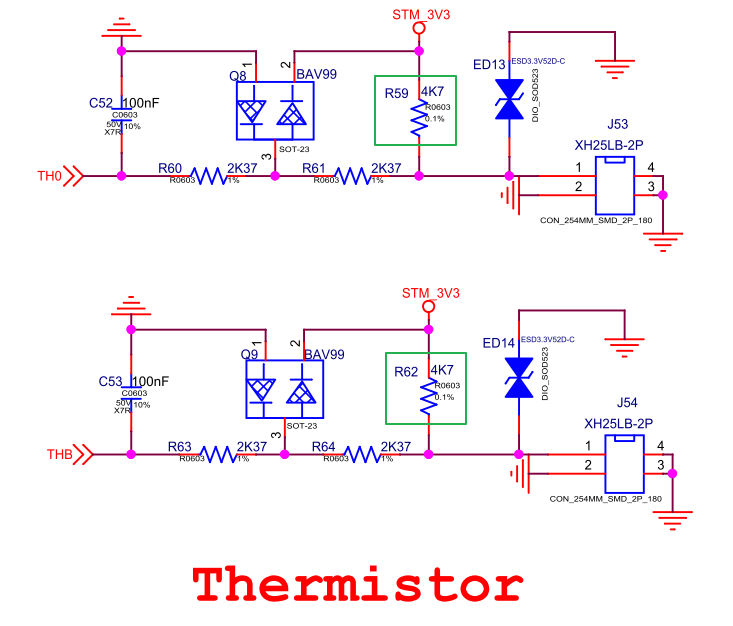 STM_3V3
Q8
1
2
BAV99
ED13
ESD3.3V52D-C
DIO_SOD523
C52
100nF
C0603
50V
10%
X7R
R59
4K7
R0603
0.1%
SOT-23
3
J53
XH25LB-2P
TH0
R60
2K37
R0603
1%
R61
2K37
R0603
1%
1
2
4
3
CON_254MM_SMD_2P_180
STM_3V3
Q9
1
2
BAV99
ED14
ESD3.3V52D-C
DIO_SOD523
C53
100nF
C0603
50V
10%
X7R
R62
4K7
R0603
0.1%
SOT-23
3
J54
XH25LB-2P
THB
R63
2K37
R0603
1%
R64
2K37
R0603
1%
1
2
4
3
CON_254MM_SMD_2P_180
Thermistor